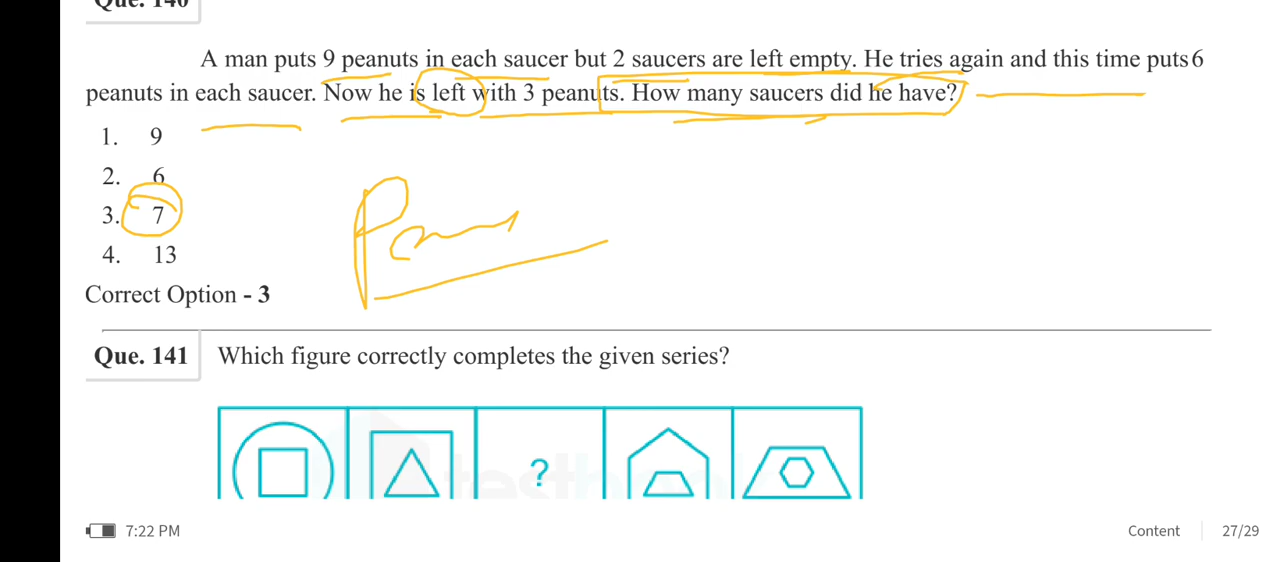 Que. 140
A man puts 9 peanuts in each saucer but 2 saucers are left empty. He tries again and this time puts 6
peanuts in each saucer. Now he is left with 3 peanuts. How many saucers did he have?
1. 9
2. 6
3. 7
4. 13
Correct Option - 3
Que. 141 Which figure correctly completes the given series?
?
7:22 PM Content 27/29